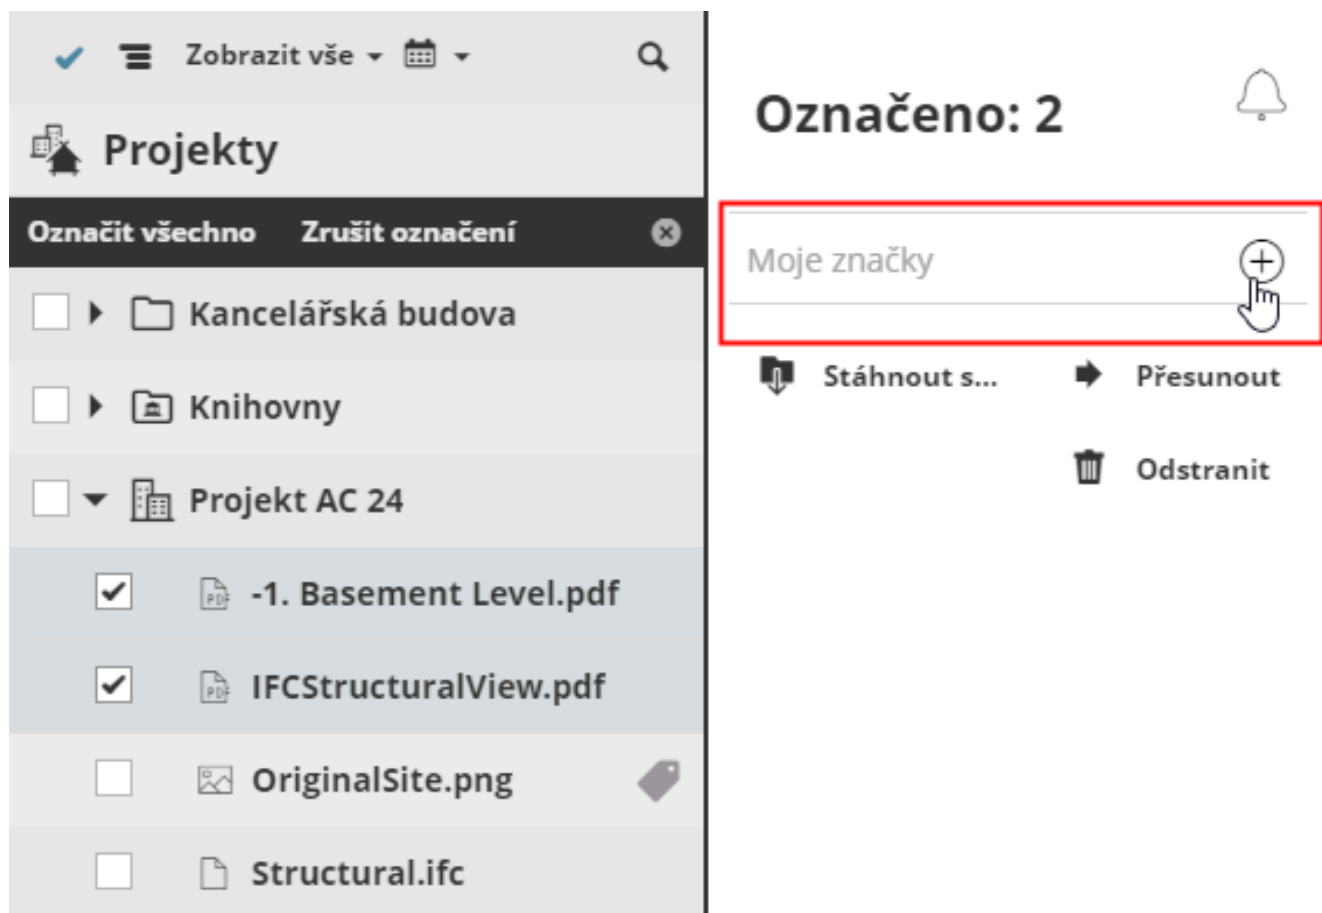 Zobrazit vše
Projekty
Označit všechno Zrušit označení
Kancelářská budova
Knihovny
Projekt AC 24
-1. Basement Level.pdf
IFCStructuralView.pdf
OriginalSite.png
Structural.ifc
Označeno: 2
Moje značky
Stáhnout s... Přesunout
Odstranit